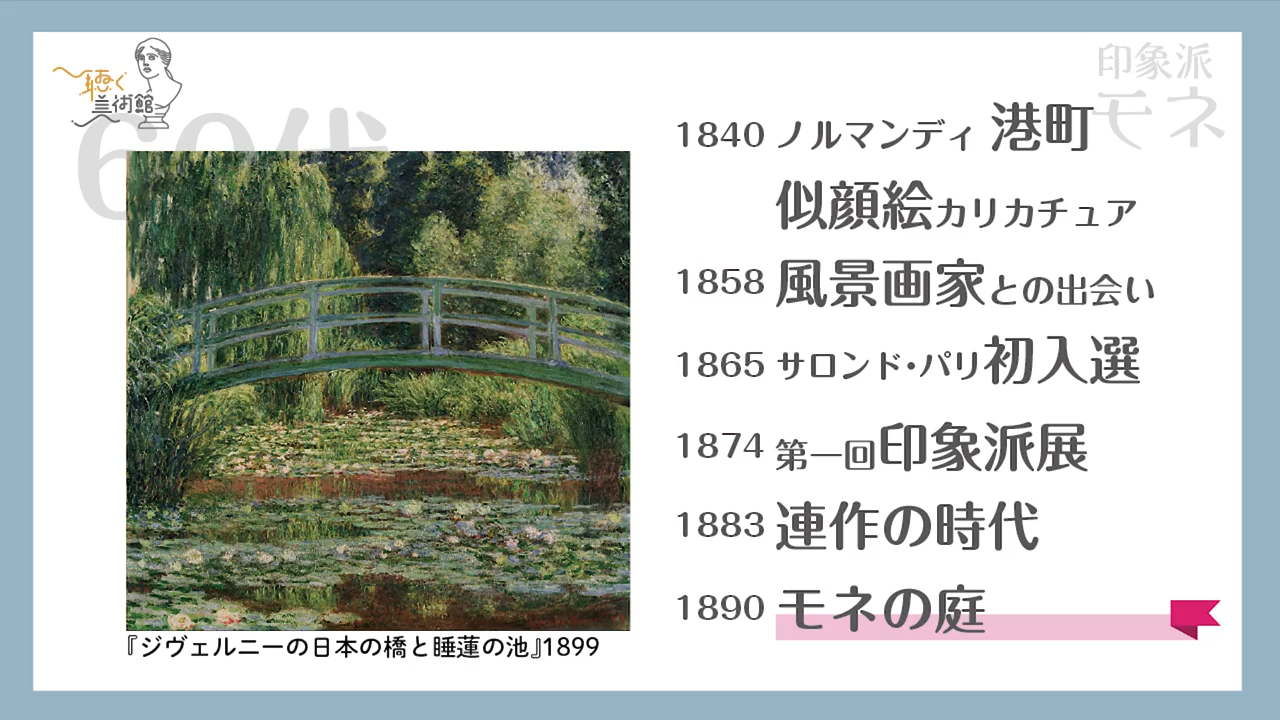 聴く
美術館
印象派
モネ
60代
1840 ノルマンディ 港町
似顔絵カリカチュア
1858 風景画家との出会い
1865 サロンド・パリ初入選
1874 第一回印象派展
1883 連作の時代
1890 モネの庭
『ジヴェルニーの日本の橋と睡蓮の池』1899